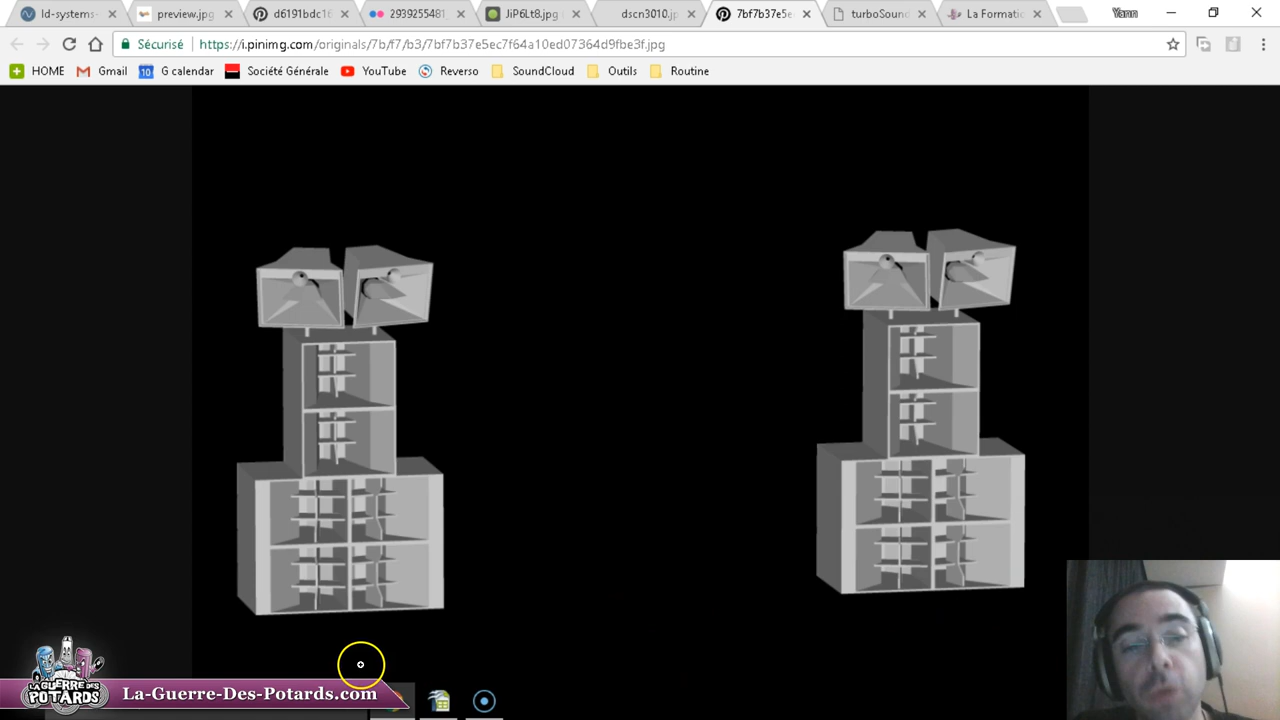 ld-systems-
preview.jpg
d6191bdc16
2939255481
JiP6Lt8.jpg
dscn3010.jp
7bf7b37e5e
turboSound
La Formatio
Yann
Sécurisé
https://i.pinimg.com/originals/7b/f7/b3/7bf7b37e5ec7f64a10ed07364d9fbe3f.jpg
HOME
Gmail
10
G calendar
Société Générale
YouTube
Reverso
SoundCloud
Outils
Routine
LA GUERRE DES
POTARDS
La-Guerre-Des-Potards.com